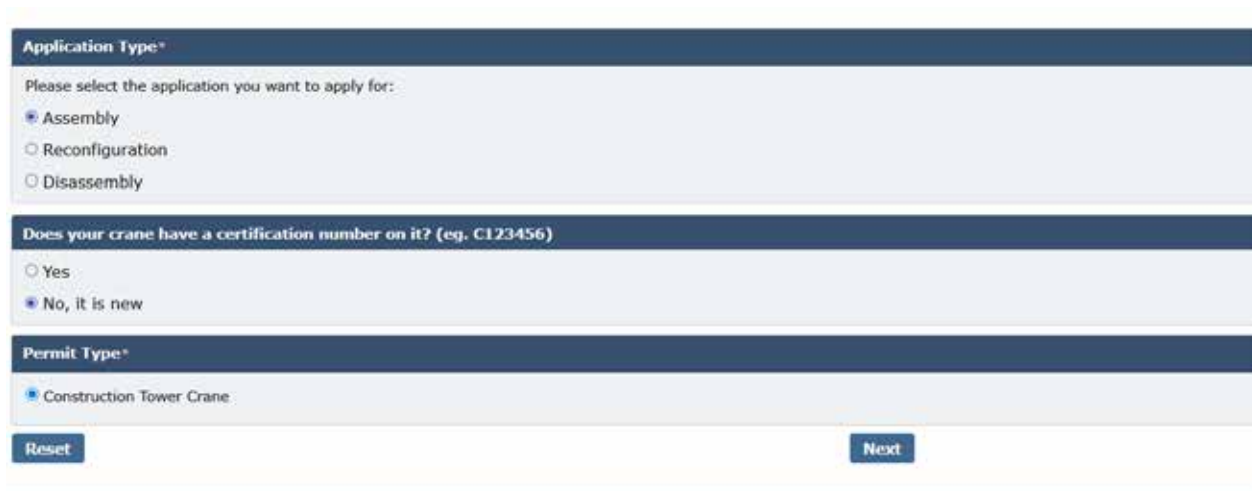 Application Type*
Please select the application you want to apply for:
Assembly
Reconfiguration
Disassembly
Does your crane have a certification number on it? (eg. C123456)
Yes
No, it is new
Permit Type*
Construction Tower Crane
Reset Next